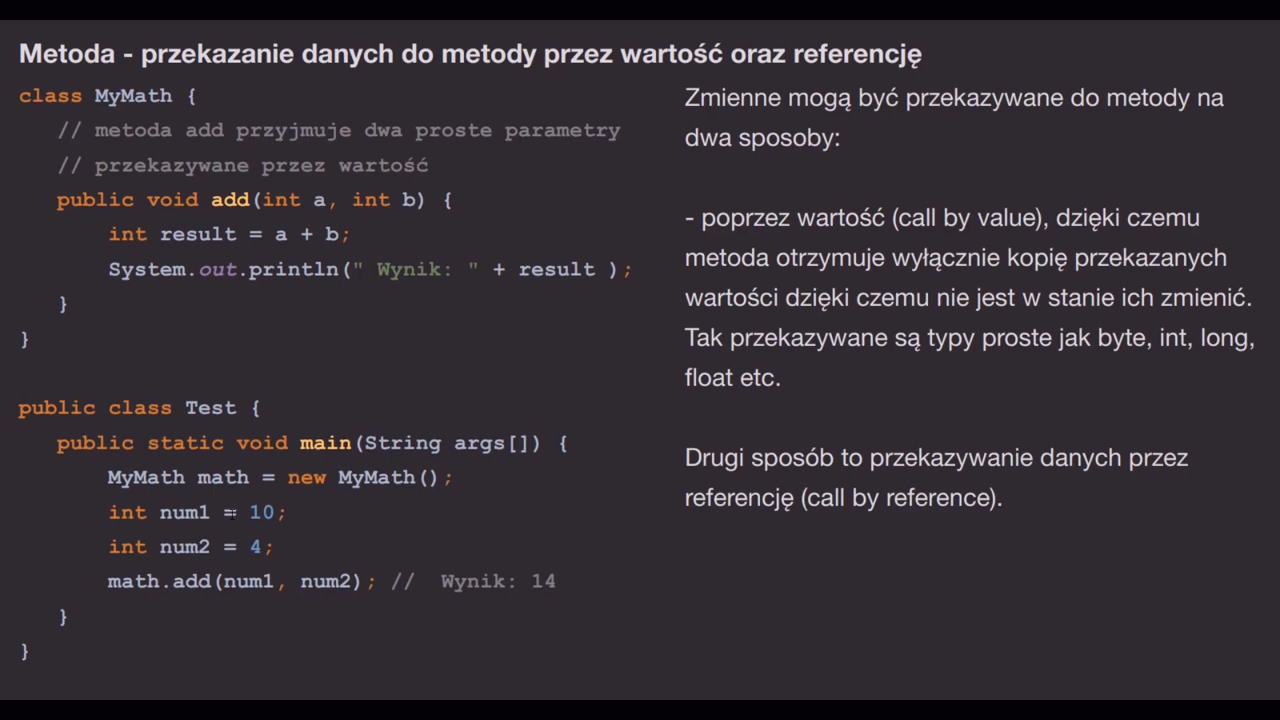 Metoda - przekazanie danych do metody przez wartość oraz referencję
class MyMath {
// metoda add przyjmuje dwa proste parametry
// przekazywane przez wartość
public void add(int a, int b) {
int result = a + b;
System.out.println(" Wynik: " + result );
}
}
public class Test {
public static void main(String args[]) {
MyMath math = new MyMath();
int num1 = 10;
int num2 = 4;
math.add(num1, num2); //  Wynik: 14
}
}
Zmienne mogą być przekazywane do metody na
dwa sposoby:
- poprzez wartość (call by value), dzięki czemu
metoda otrzymuje wyłącznie kopię przekazanych
wartości dzięki czemu nie jest w stanie ich zmienić.
Tak przekazywane są typy proste jak byte, int, long,
float etc.
Drugi sposób to przekazywanie danych przez
referencję (call by reference).